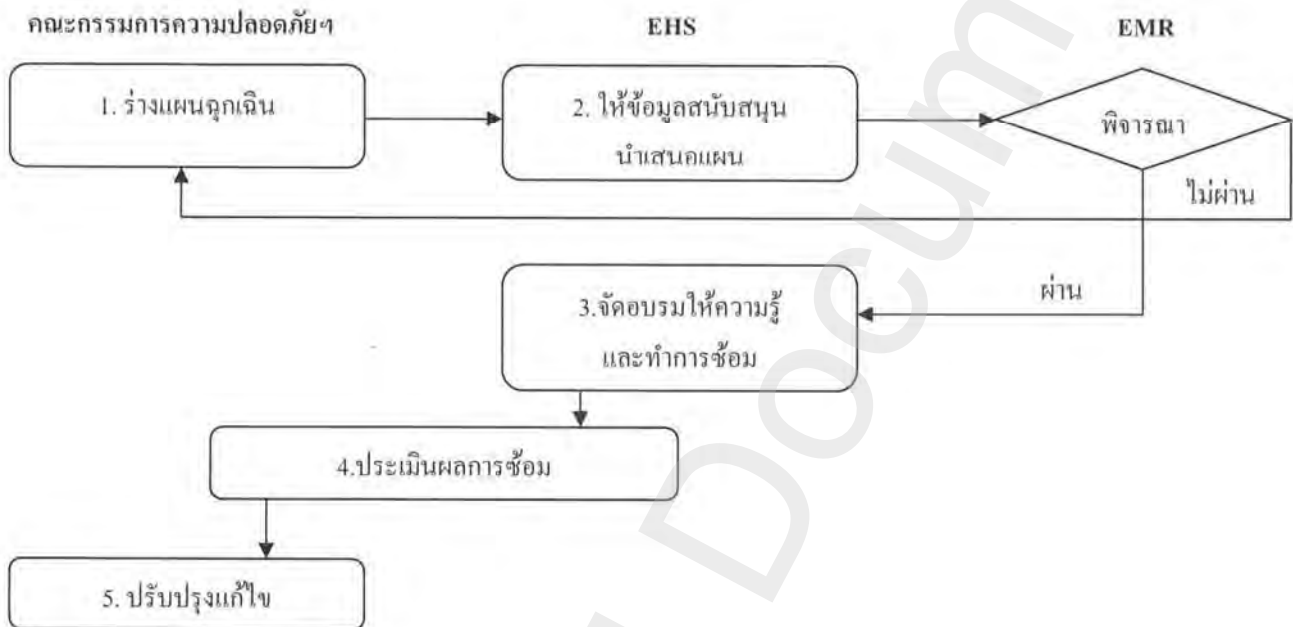 คณะกรรมการความปลอดภัยฯ
EHS
EMR
1. ร่างแผนฉุกเฉิน
2. ให้ข้อมูลสนับสนุน
นำเสนอแผน
พิจารณา
ไม่ผ่าน
3.จัดอบรมให้ความรู้
และทำการซ้อม
ผ่าน
4.ประเมินผลการซ้อม
5. ปรับปรุงแก้ไข
Docum